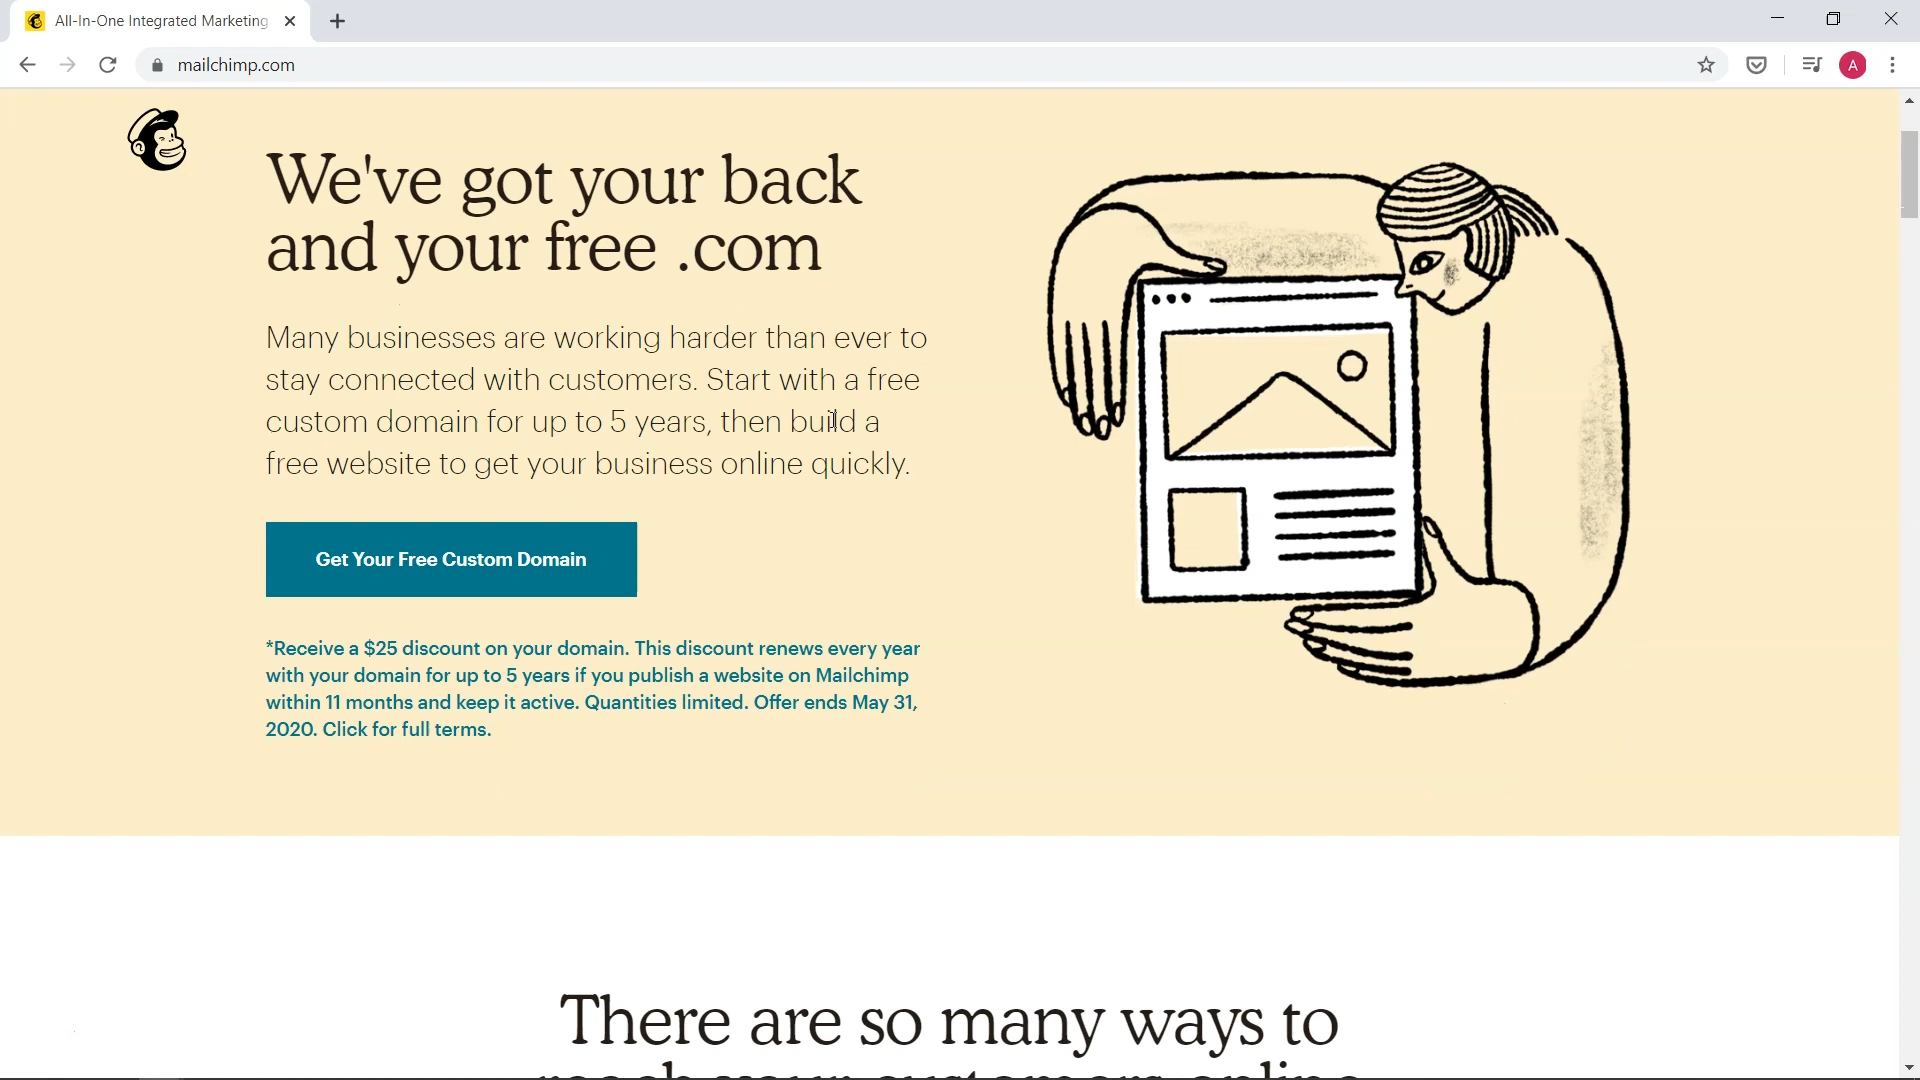 All-In-One Integrated Marketing
mailchimp.com
A
We've got your back
and your free .com
Many businesses are working harder than ever to
stay connected with customers. Start with a free
custom domain for up to 5 years, then build a
free website to get your business online quickly.
Get Your Free Custom Domain
*Receive a $25 discount on your domain. This discount renews every year
with your domain for up to 5 years if you publish a website on Mailchimp
within 11 months and keep it active. Quantities limited. Offer ends May 31,
2020. Click for full terms.
There are so many ways to
reach your customers online